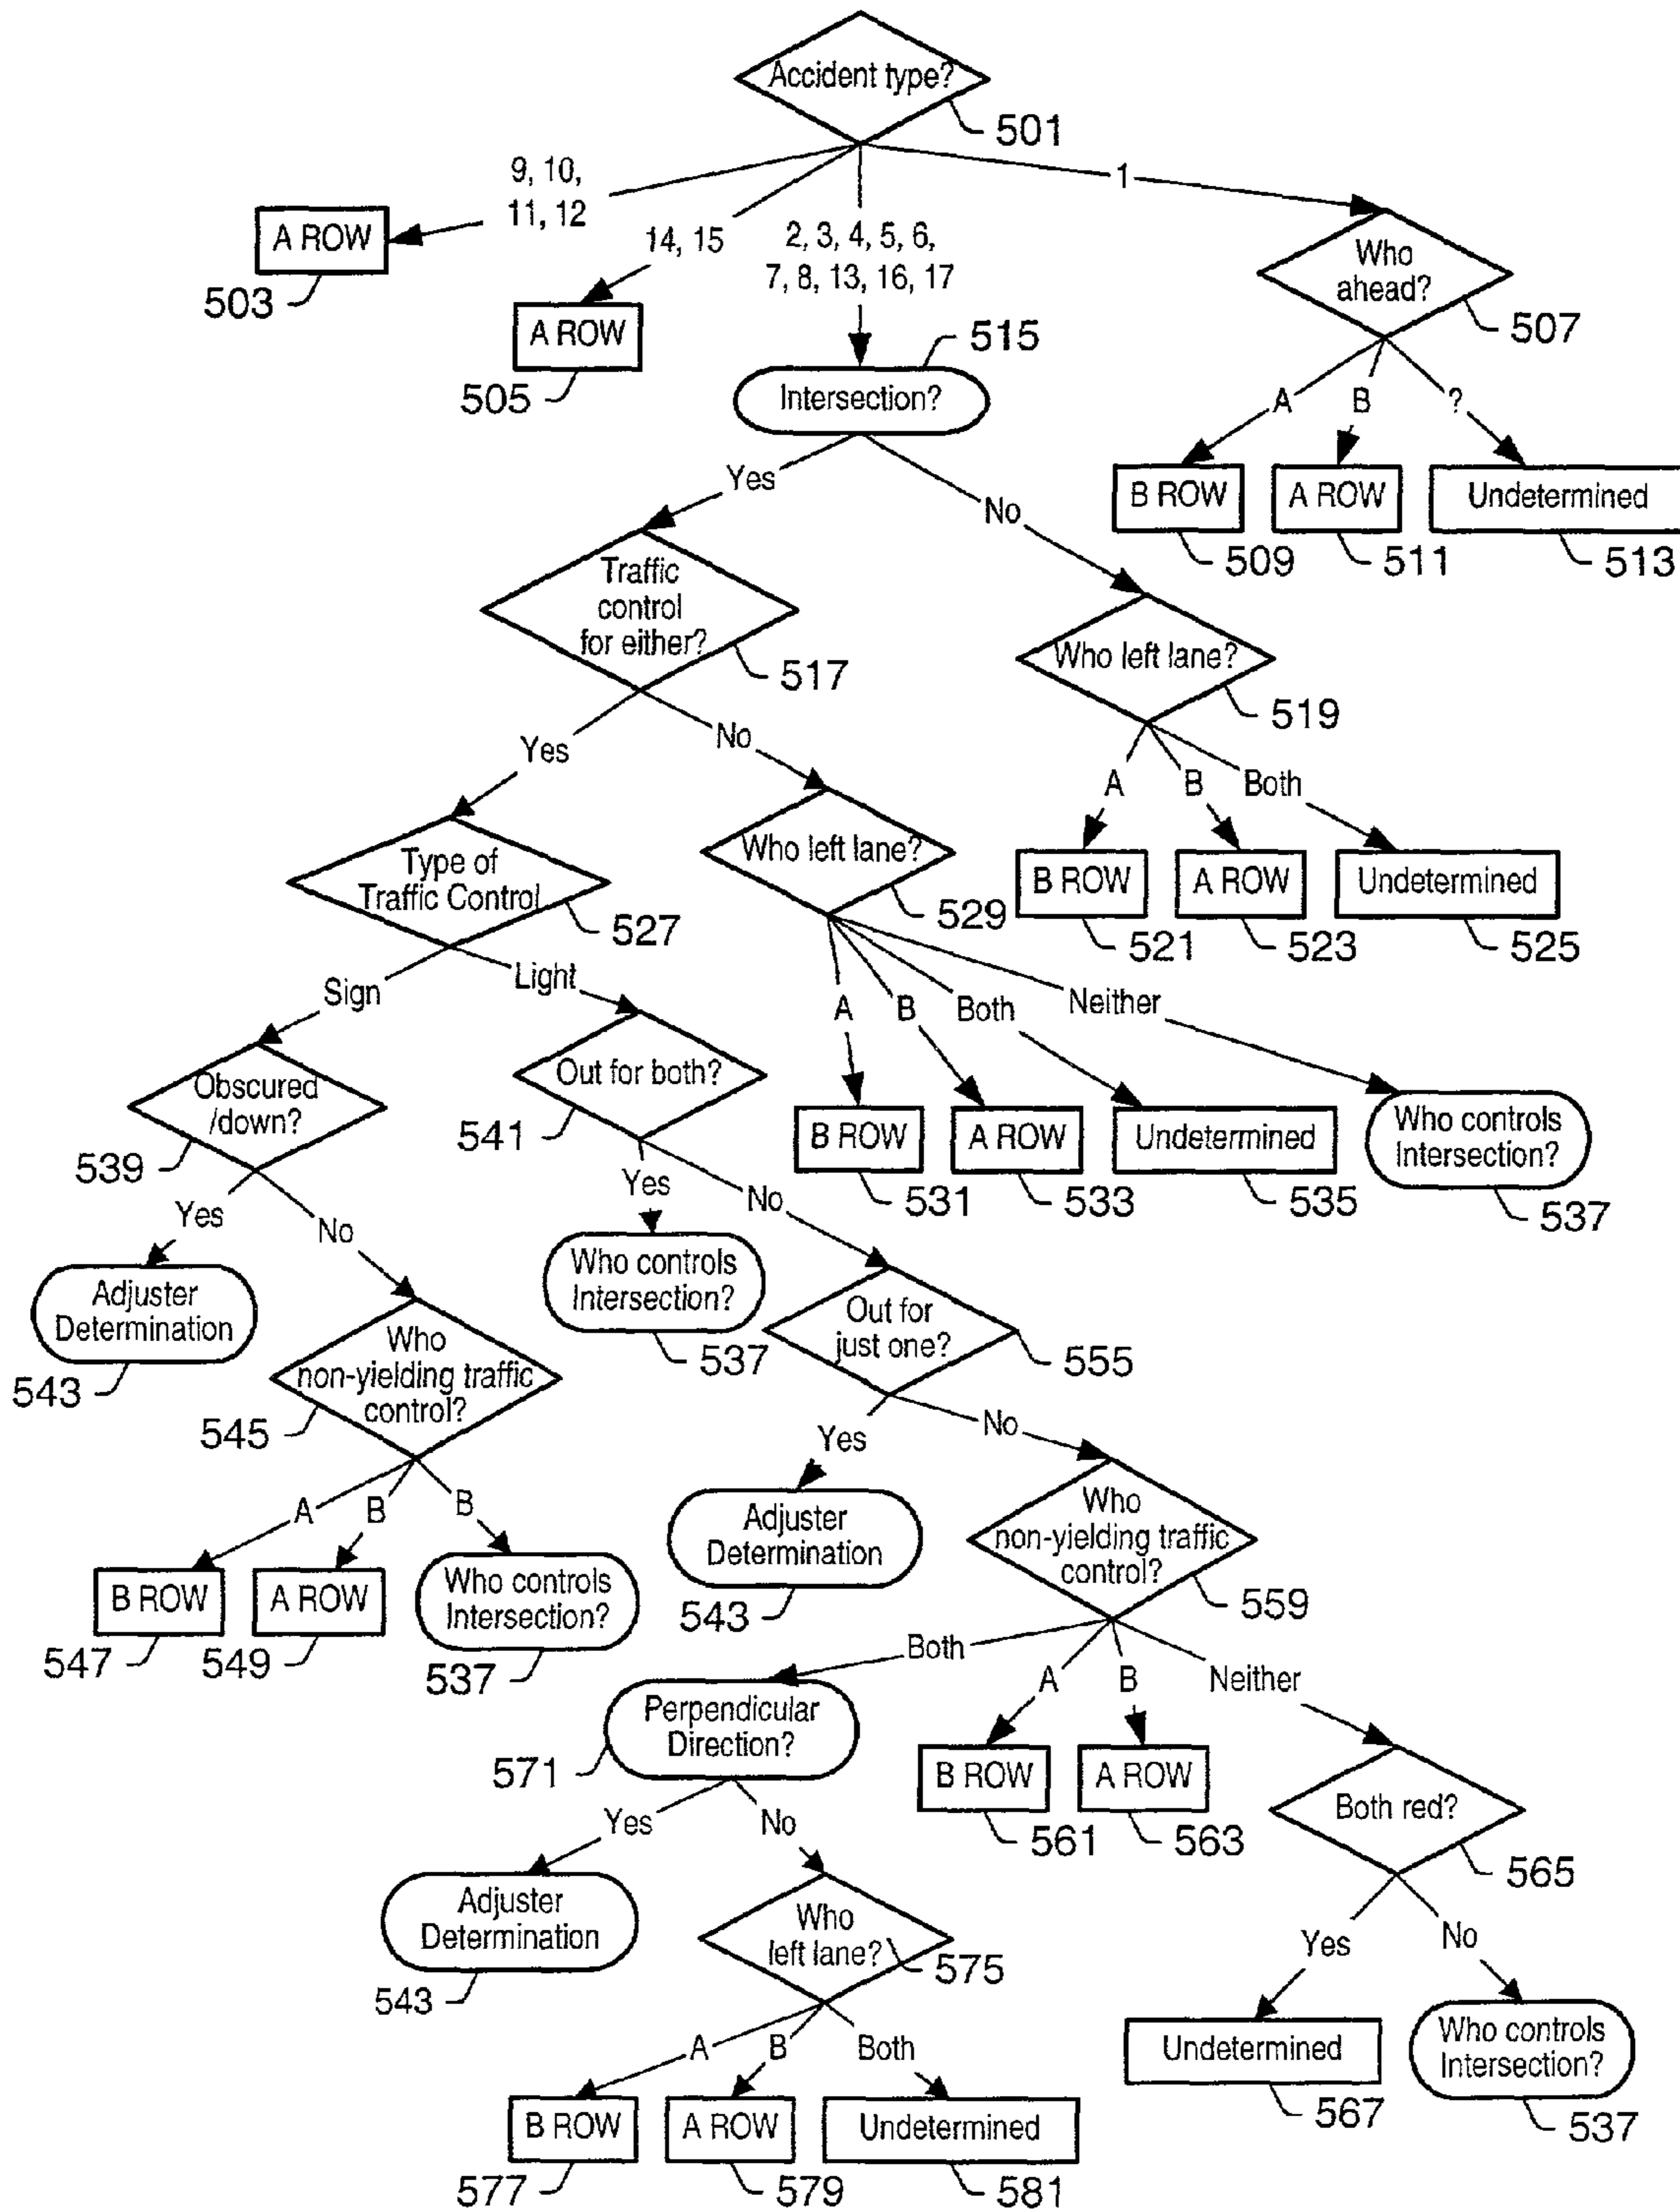 Accident type?
501
9, 10,
11, 12
14, 15
2, 3, 4, 5, 6,
7, 8, 13, 16, 17
1
A ROW
503
A ROW
505
Who
ahead?
507
515
Intersection?
A
B
?
B ROW
A ROW
Undetermined
509
511
513
Yes
No
Traffic
control
for either?
517
Who left lane?
519
Yes
No
A
B
Both
B ROW
A ROW
Undetermined
521
523
525
Type of
Traffic Control
527
Who left lane?
529
Sign
Light
A
B
Both
Neither
Obscured
/down?
539
Out for both?
541
B ROW
A ROW
Undetermined
Who controls
Intersection?
531
533
535
537
Yes
No
Yes
No
Adjuster
Determination
543
Who controls
Intersection?
537
Who
non-yielding traffic
control?
545
Out for
just one?
555
A
B
B
Yes
No
B ROW
A ROW
Who controls
Intersection?
547
549
537
Adjuster
Determination
543
Who
non-yielding traffic
control?
559
Both
A
B
Neither
Perpendicular
Direction?
571
B ROW
A ROW
561
563
Both red?
565
Yes
No
Yes
No
Adjuster
Determination
543
Who
left lane?
575
Undetermined
567
Who controls
Intersection?
537
A
B
Both
B ROW
A ROW
Undetermined
577
579
581